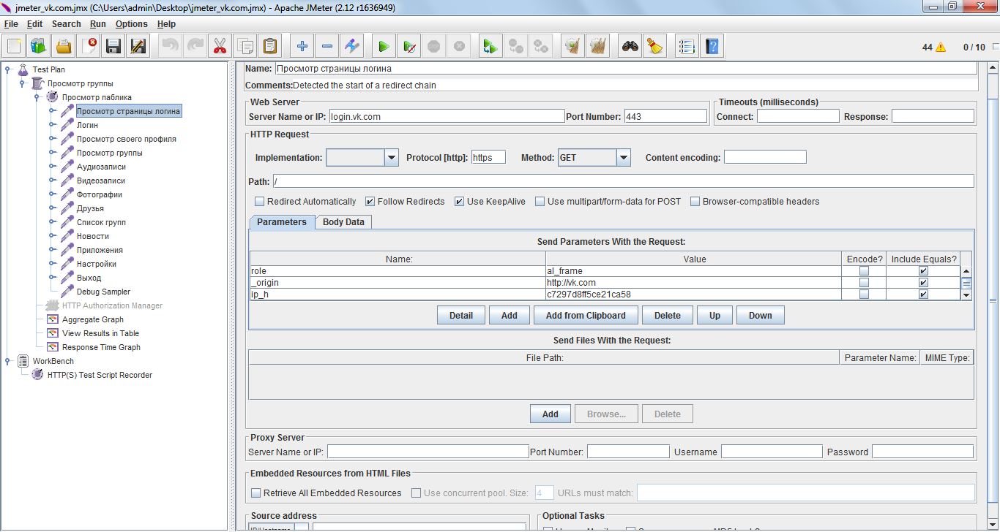 jmeter_vk.com.jmx (C:\Users\admin\Desktop\jmeter_vk.com.jmx) - Apache JMeter (2.12 r1636949)
File Edit Search Run Options Help
44 0 / 10
Test Plan
Просмотр группы
Просмотр паблика
Просмотр страницы логина
Логин
Просмотр своего профиля
Просмотр группы
Аудиозаписи
Видеозаписи
Фотографии
Друзья
Список групп
Новости
Приложения
Настройки
Выход
Debug Sampler
HTTP Authorization Manager
Aggregate Graph
View Results in Table
Response Time Graph
WorkBench
HTTP(S) Test Script Recorder
Name: Просмотр страницы логина
Comments: Detected the start of a redirect chain
Web Server
Server Name or IP: login.vk.com Port Number: 443
Timeouts (milliseconds)
Connect: Response:
HTTP Request
Implementation: Protocol [http]: https Method: GET Content encoding:
Path: /
Redirect Automatically Follow Redirects Use KeepAlive Use multipart/form-data for POST Browser-compatible headers
Parameters Body Data
Send Parameters With the Request:
Name: Value Encode? Include Equals?
role al_frame
_origin http://vk.com
ip_h c7297d8ff5ce21ca58
Detail Add Add from Clipboard Delete Up Down
Send Files With the Request:
File Path: Parameter Name: MIME Type:
Add Browse... Delete
Proxy Server
Server Name or IP: Port Number: Username Password
Embedded Resources from HTML Files
Retrieve All Embedded Resources Use concurrent pool. Size: 4 URLs must match:
Source address
Optional Tasks